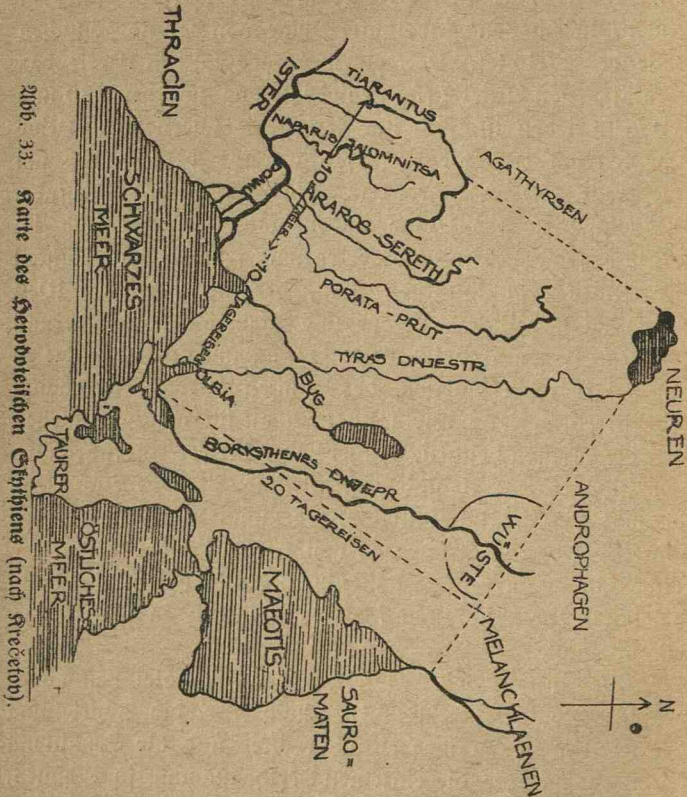 N
NEUREN
AGATHYRSEN
ANDROPHAGEN
MELANCHLAENEN
WÜSTE
TIARANTUS
ISTER
NAPARIS JALOMNITSA
ARAROS-SERETH
PORATA-PRUT
TYRAS DNJESTR
BUG
BORYSTHENES-DNJEPR
20 TAGEREISEN
10
10
TAGEREISEN
OLBIA
THRACIEN
SCHWARZES
MEER
TAURER
ÖSTLICHES
MEER
MAEOTIS
SAURO=
MATEN
Abb. 33. Karte des Herodoteischen Skythiens (nach Krečetov).